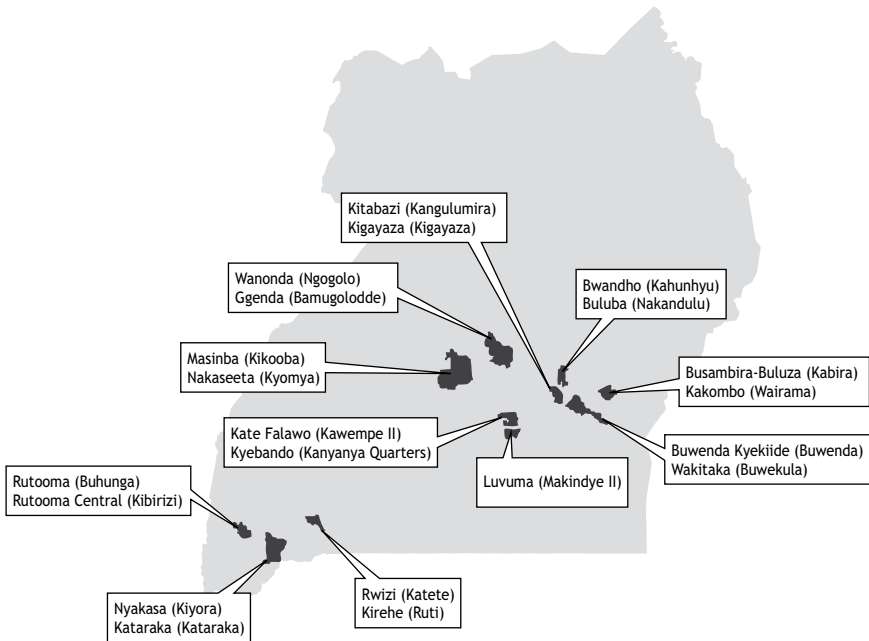 Kitabazi (Kangulumira)
Kigayaza (Kigayaza)
Wanonda (Ngogolo)
Ggenda (Bamugolodde)
Bwandho (Kahunhyu)
Buluba (Nakandulu)
Masinba (Kikooba)
Nakaseeta (Kyomya)
Busambira-Buluza (Kabira)
Kakombo (Wairama)
Kate Falawo (Kawempe II)
Kyebando (Kanyanya Quarters)
Buwenda Kyekiide (Buwenda)
Wakitaka (Buwekula)
Luvuma (Makindye II)
Rutooma (Buhunga)
Rutooma Central (Kibirizi)
Rwizi (Katete)
Kirehe (Ruti)
Nyakasa (Kiyora)
Kataraka (Kataraka)